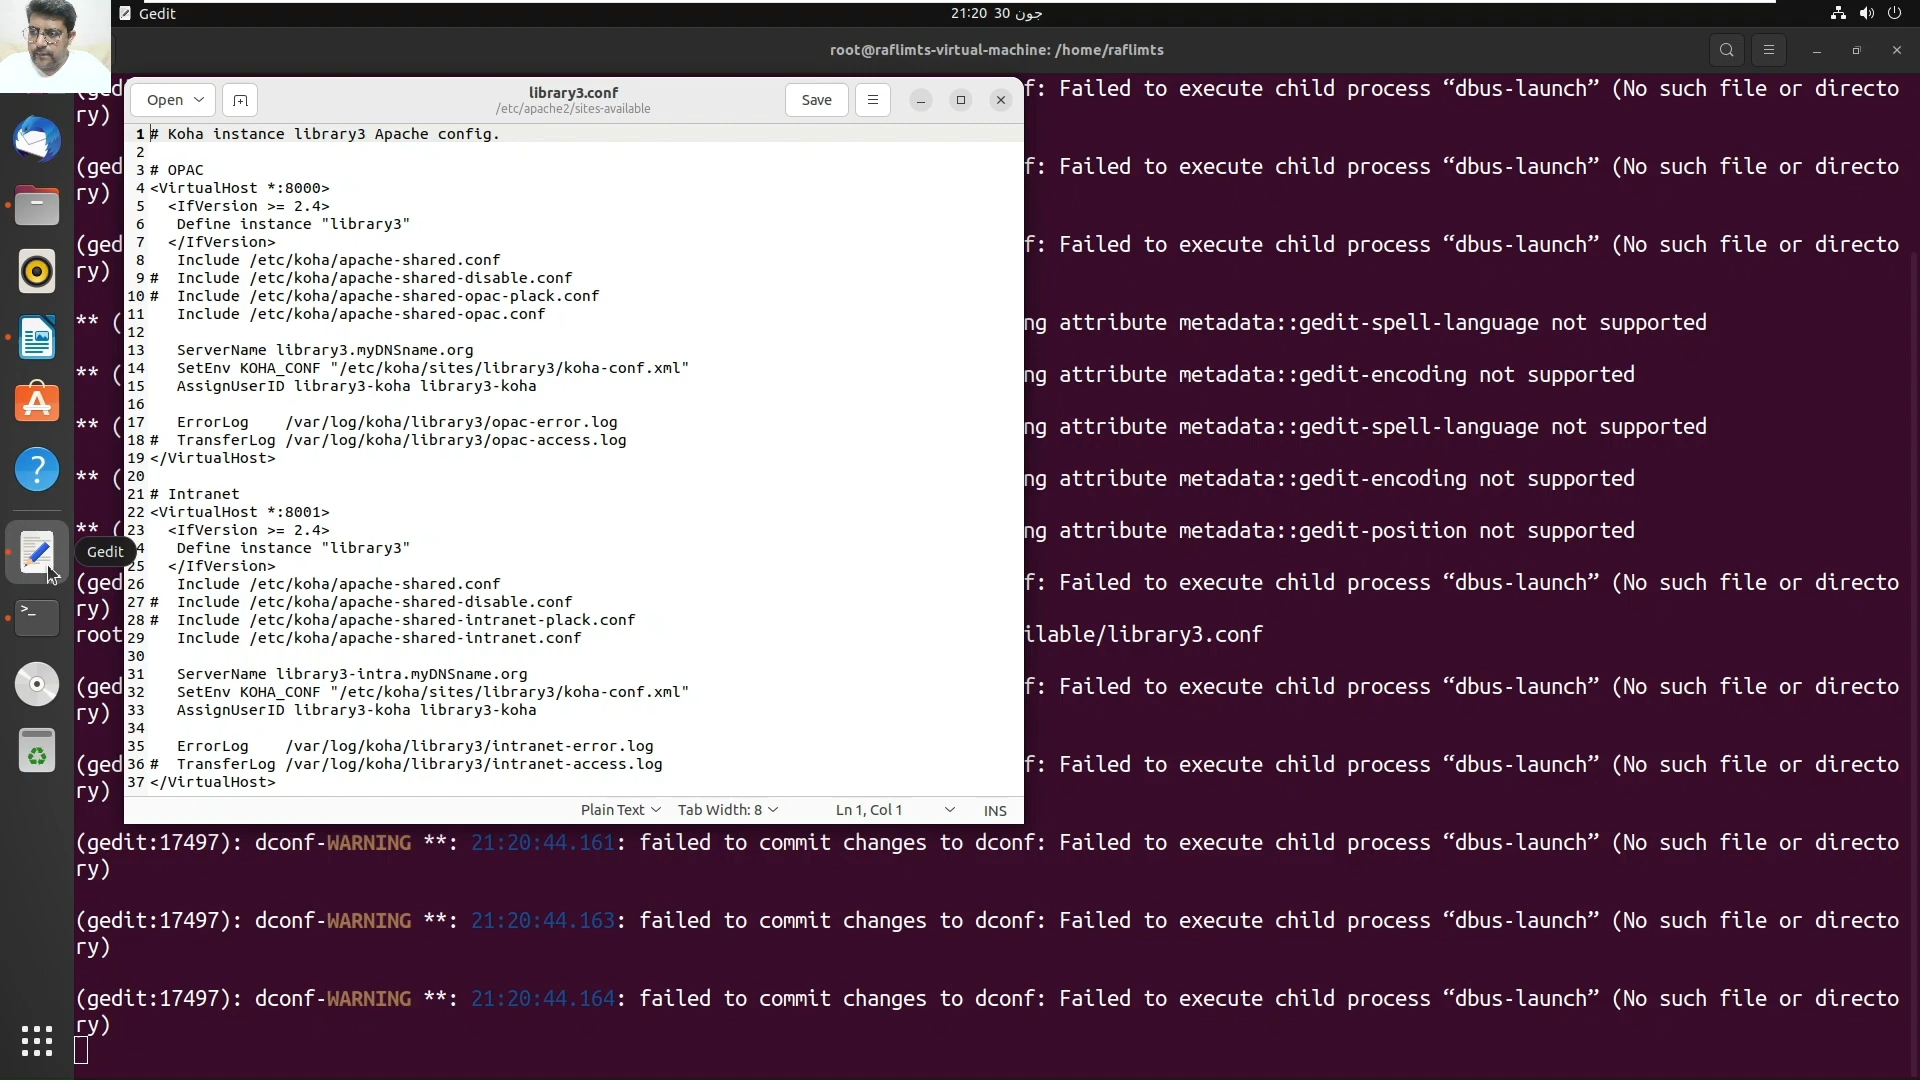 Gedit
21:20 30 جون
root@raflimts-virtual-machine: /home/raflimts
Open
library3.conf
/etc/apache2/sites-available
Save
1 # Koha instance library3 Apache config.
2
3 # OPAC
4 <VirtualHost *:8000>
5   <IfVersion >= 2.4>
6    Define instance "library3"
7   </IfVersion>
8    Include /etc/koha/apache-shared.conf
9 #  Include /etc/koha/apache-shared-disable.conf
10 #  Include /etc/koha/apache-shared-opac-plack.conf
11    Include /etc/koha/apache-shared-opac.conf
12
13    ServerName library3.myDNSname.org
14    SetEnv KOHA_CONF "/etc/koha/sites/library3/koha-conf.xml"
15    AssignUserID library3-koha library3-koha
16
17    ErrorLog    /var/log/koha/library3/opac-error.log
18 #  TransferLog /var/log/koha/library3/opac-access.log
19 </VirtualHost>
20
21 # Intranet
22 <VirtualHost *:8001>
23   <IfVersion >= 2.4>
4    Define instance "library3"
25   </IfVersion>
26    Include /etc/koha/apache-shared.conf
27 #  Include /etc/koha/apache-shared-disable.conf
28 #  Include /etc/koha/apache-shared-intranet-plack.conf
29    Include /etc/koha/apache-shared-intranet.conf
30
31    ServerName library3-intra.myDNSname.org
32    SetEnv KOHA_CONF "/etc/koha/sites/library3/koha-conf.xml"
33    AssignUserID library3-koha library3-koha
34
35    ErrorLog    /var/log/koha/library3/intranet-error.log
36 #  TransferLog /var/log/koha/library3/intranet-access.log
37 </VirtualHost>
Plain Text
Tab Width: 8
Ln 1, Col 1
INS
Gedit
f: Failed to execute child process “dbus-launch” (No such file or directo
ry)
(ged f: Failed to execute child process “dbus-launch” (No such file or directo
ry)
(ged f: Failed to execute child process “dbus-launch” (No such file or directo
ry)
** ( ng attribute metadata::gedit-spell-language not supported
** ( ng attribute metadata::gedit-encoding not supported
** ( ng attribute metadata::gedit-spell-language not supported
** ( ng attribute metadata::gedit-encoding not supported
** ( ng attribute metadata::gedit-position not supported
(ged f: Failed to execute child process “dbus-launch” (No such file or directo
ry)
root ilable/library3.conf
(ged f: Failed to execute child process “dbus-launch” (No such file or directo
ry)
(ged f: Failed to execute child process “dbus-launch” (No such file or directo
ry)
(gedit:17497): dconf-WARNING **: 21:20:44.161: failed to commit changes to dconf: Failed to execute child process “dbus-launch” (No such file or directo
ry)
(gedit:17497): dconf-WARNING **: 21:20:44.163: failed to commit changes to dconf: Failed to execute child process “dbus-launch” (No such file or directo
ry)
(gedit:17497): dconf-WARNING **: 21:20:44.164: failed to commit changes to dconf: Failed to execute child process “dbus-launch” (No such file or directo
ry)